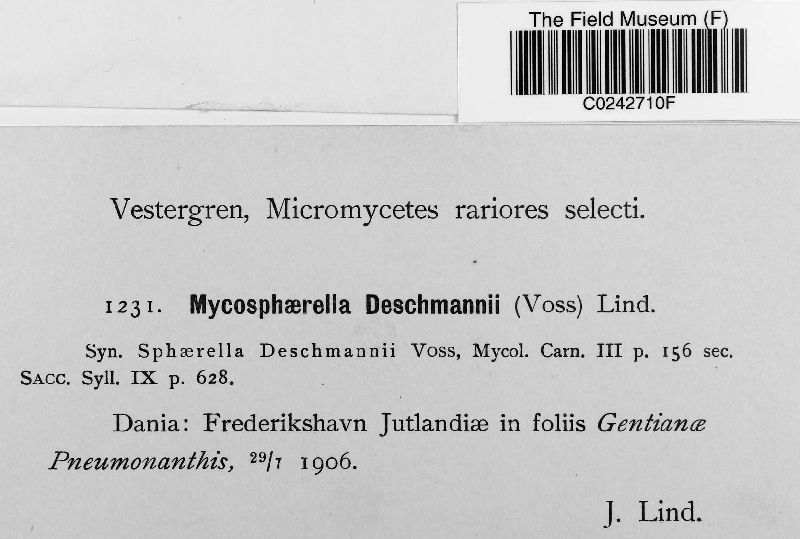 The Field Museum (F)
C0242710F
Vestergren, Micromycetes rariores selecti.
1231. Mycosphærella Deschmannii (Voss) Lind.
Syn. Sphærella Deschmannii Voss, Mycol. Carn. III p. 156 sec.
SACC. Syll. IX p. 628.
Dania: Frederikshavn Jutlandiæ in foliis Gentianæ
Pneumonanthis, 29/7 1906.
J. Lind.